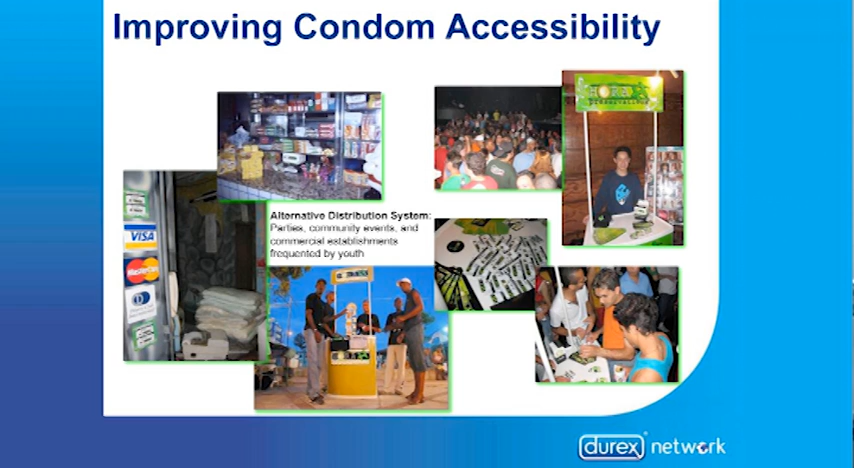 Improving Condom Accessibility
Alternative Distribution System:
Parties, community events, and
commercial establishments
frequented by youth
VISA
MasterCard
HORA
durex network